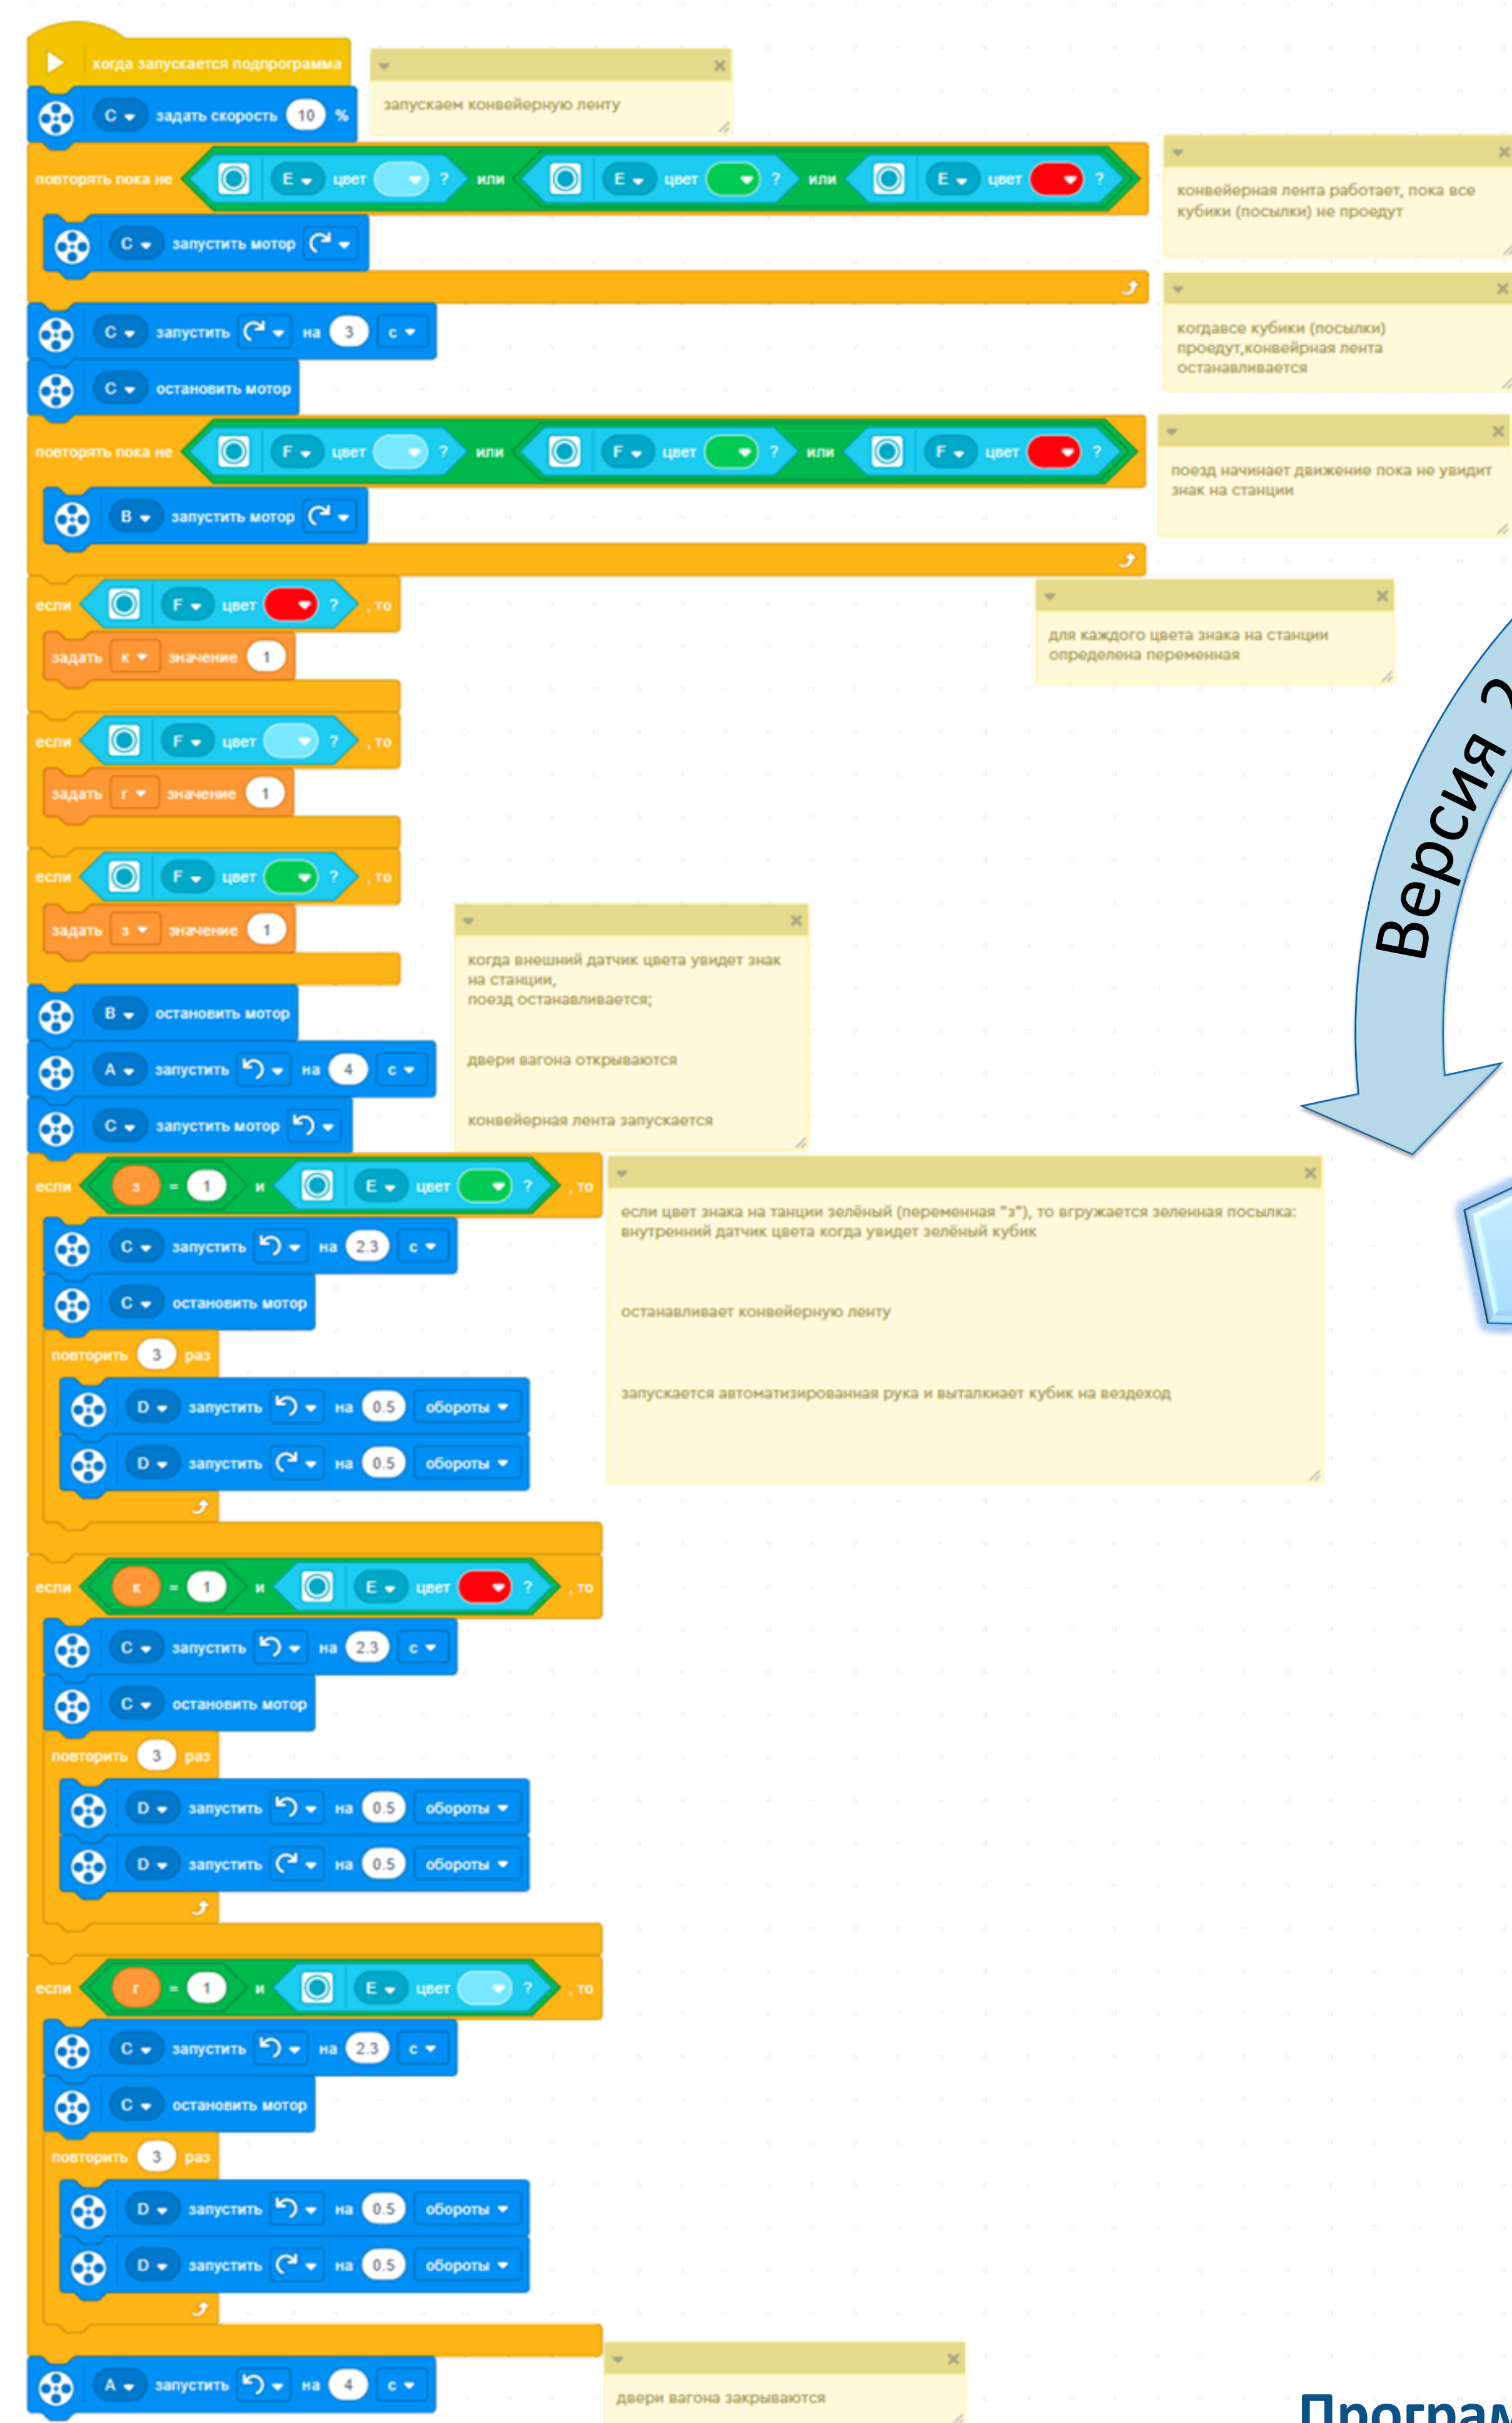 когда запускается подпрограмма
C задать скорость 10 %
запускаем конвейерную ленту
повторять пока не E цвет ? или E цвет ? или E цвет ?
C запустить мотор
конвейерная лента работает, пока все
кубики (посылки) не проедут
C запустить на 3 с
C остановить мотор
когдавсе кубики (посылки)
проедут,конвейрная лента
останавливается
повторять пока не F цвет ? или F цвет ? или F цвет ?
B запустить мотор
поезд начинает движение пока не увидит
знак на станции
если F цвет ? , то
задать к значение 1
для каждого цвета знака на станции
определена переменная
если F цвет ? , то
задать г значение 1
если F цвет ? , то
задать з значение 1
B остановить мотор
A запустить на 4 с
C запустить мотор
когда внешний датчик цвета увидет знак
на станции,
поезд останавливается;
двери вагона открываются
конвейерная лента запускается
Версия 2
если з = 1 и E цвет ? , то
C запустить на 2.3 с
C остановить мотор
повторить 3 раз
D запустить на 0.5 обороты
D запустить на 0.5 обороты
если цвет знака на танции зелёный (переменная "з"), то вгружается зеленная посылка:
внутренний датчик цвета когда увидет зелёный кубик
останавливает конвейерную ленту
запускается автоматизированная рука и выталкиает кубик на вездеход
если к = 1 и E цвет ? , то
C запустить на 2.3 с
C остановить мотор
повторить 3 раз
D запустить на 0.5 обороты
D запустить на 0.5 обороты
если г = 1 и E цвет ? , то
C запустить на 2.3 с
C остановить мотор
повторить 3 раз
D запустить на 0.5 обороты
D запустить на 0.5 обороты
A запустить на 4 с
двери вагона закрываются